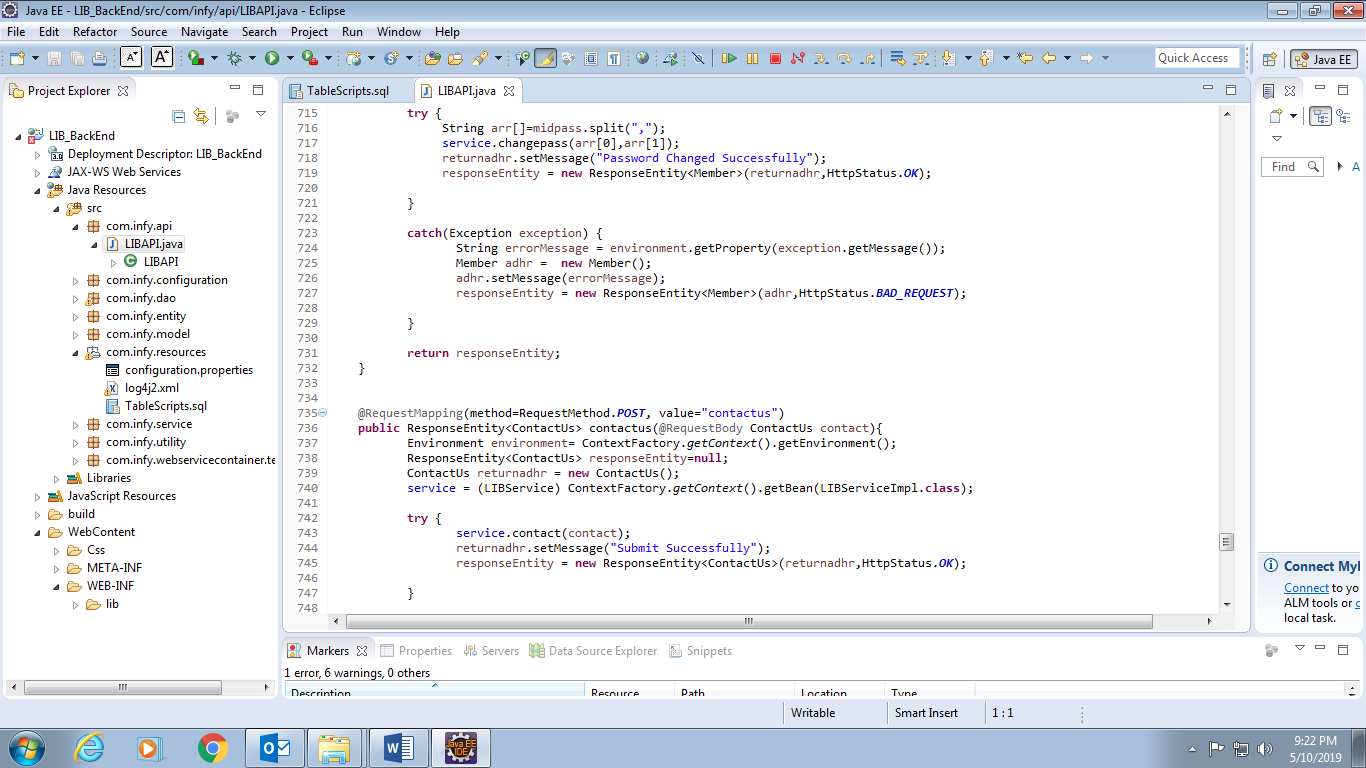 Java EE - LIB_BackEnd/src/com/infy/api/LIBAPI.java - Eclipse
File Edit Refactor Source Navigate Search Project Run Window Help
Quick Access
Java EE
Project Explorer
LIB_BackEnd
Deployment Descriptor: LIB_BackEnd
JAX-WS Web Services
Java Resources
src
com.infy.api
LIBAPI.java
LIBAPI
com.infy.configuration
com.infy.dao
com.infy.entity
com.infy.model
com.infy.resources
configuration.properties
log4j2.xml
TableScripts.sql
com.infy.service
com.infy.utility
com.infy.webservicecontainer.te
Libraries
JavaScript Resources
build
WebContent
Css
META-INF
WEB-INF
lib
TableScripts.sql LIBAPI.java
715 try {
716 String arr[]=midpass.split(",");
717 service.changepass(arr[0],arr[1]);
718 returnadhr.setMessage("Password Changed Successfully");
719 responseEntity = new ResponseEntity<Member>(returnadhr,HttpStatus.OK);
720
721 }
722
723 catch(Exception exception) {
724 String errorMessage = environment.getProperty(exception.getMessage());
725 Member adhr = new Member();
726 adhr.setMessage(errorMessage);
727 responseEntity = new ResponseEntity<Member>(adhr,HttpStatus.BAD_REQUEST);
728
729 }
730
731 return responseEntity;
732 }
733
734
735 @RequestMapping(method=RequestMethod.POST, value="contactus")
736 public ResponseEntity<ContactUs> contactus(@RequestBody ContactUs contact){
737 Environment environment= ContextFactory.getContext().getEnvironment();
738 ResponseEntity<ContactUs> responseEntity=null;
739 ContactUs returnadhr = new ContactUs();
740 service = (LIBService) ContextFactory.getContext().getBean(LIBServiceImpl.class);
741
742 try {
743 service.contact(contact);
744 returnadhr.setMessage("Submit Successfully");
745 responseEntity = new ResponseEntity<ContactUs>(returnadhr,HttpStatus.OK);
746
747 }
748
Find A
Connect Myl
Connect to yo
ALM tools or c
local task.
Markers Properties Servers Data Source Explorer Snippets
1 error, 6 warnings, 0 others
Description Resource Path Location Type
Writable Smart Insert 1 : 1
Java EE
IDE
9:22 PM
5/10/2019